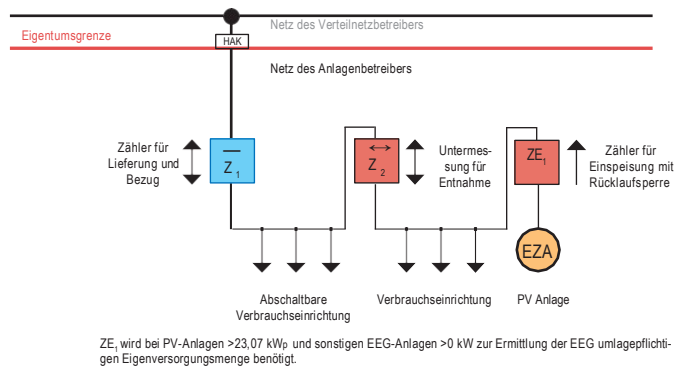 Netz des Verteilnetzbetreibers
Eigentumsgrenze
HAK
Netz des Anlagenbetreibers
Zähler für
Lieferung und
Bezug
Z 1
Z 2
Untermes-
sung für
Entnahme
ZE1
Zähler für
Einspeisung mit
Rücklaufsperre
EZA
Abschaltbare
Verbrauchseinrichtung
Verbrauchseinrichtung
PV Anlage
ZE1 wird bei PV-Anlagen >23,07 kWp und sonstigen EEG-Anlagen >0 kW zur Ermittlung der EEG umlagepflichti-
gen Eigenversorgungsmenge benötigt.